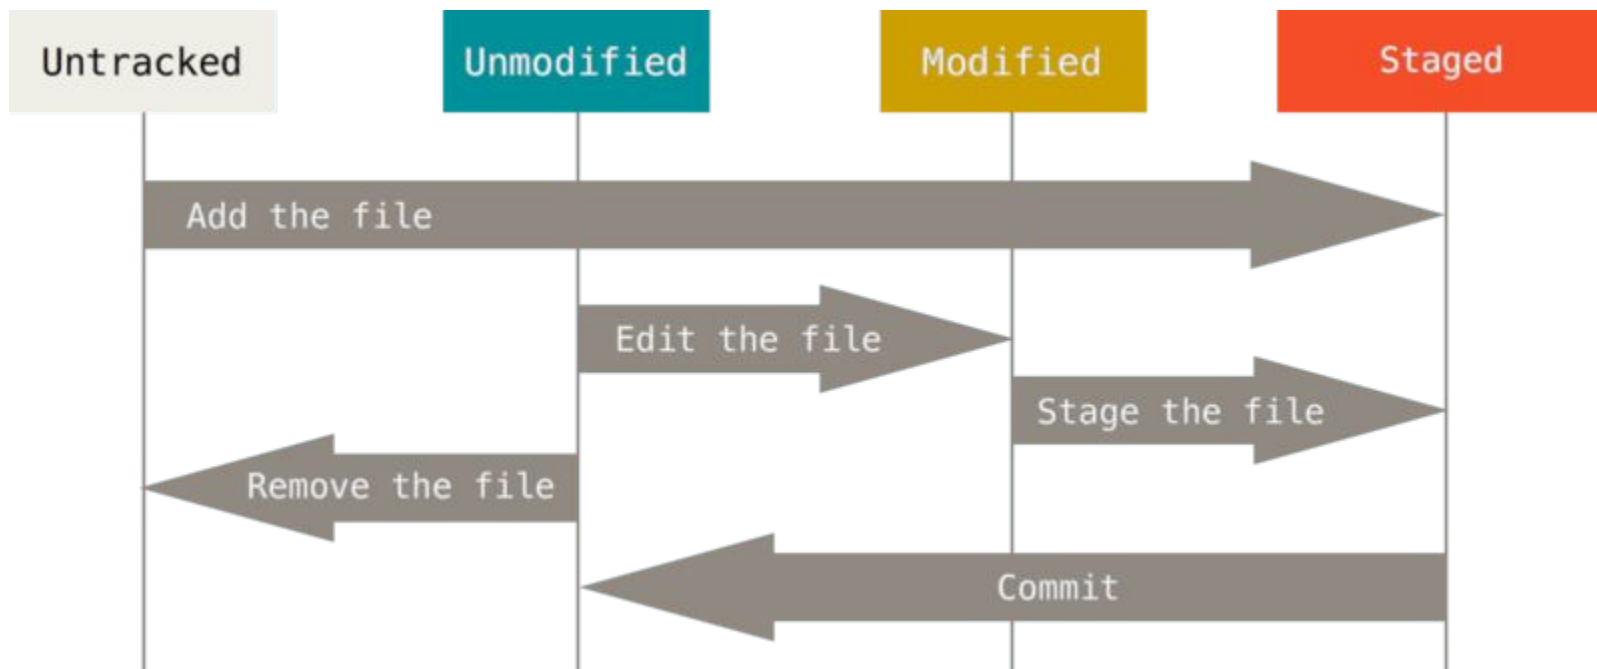 Untracked
Unmodified
Modified
Staged
Add the file
Edit the file
Stage the file
Remove the file
Commit